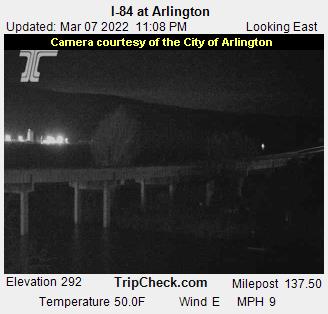 I-84 at Arlington
Updated: Mar 07 2022 11:08 PM Looking East
Camera courtesy of the City of Arlington
Elevation 292 TripCheck.com Milepost 137.50
Temperature 50.0F Wind E MPH 9